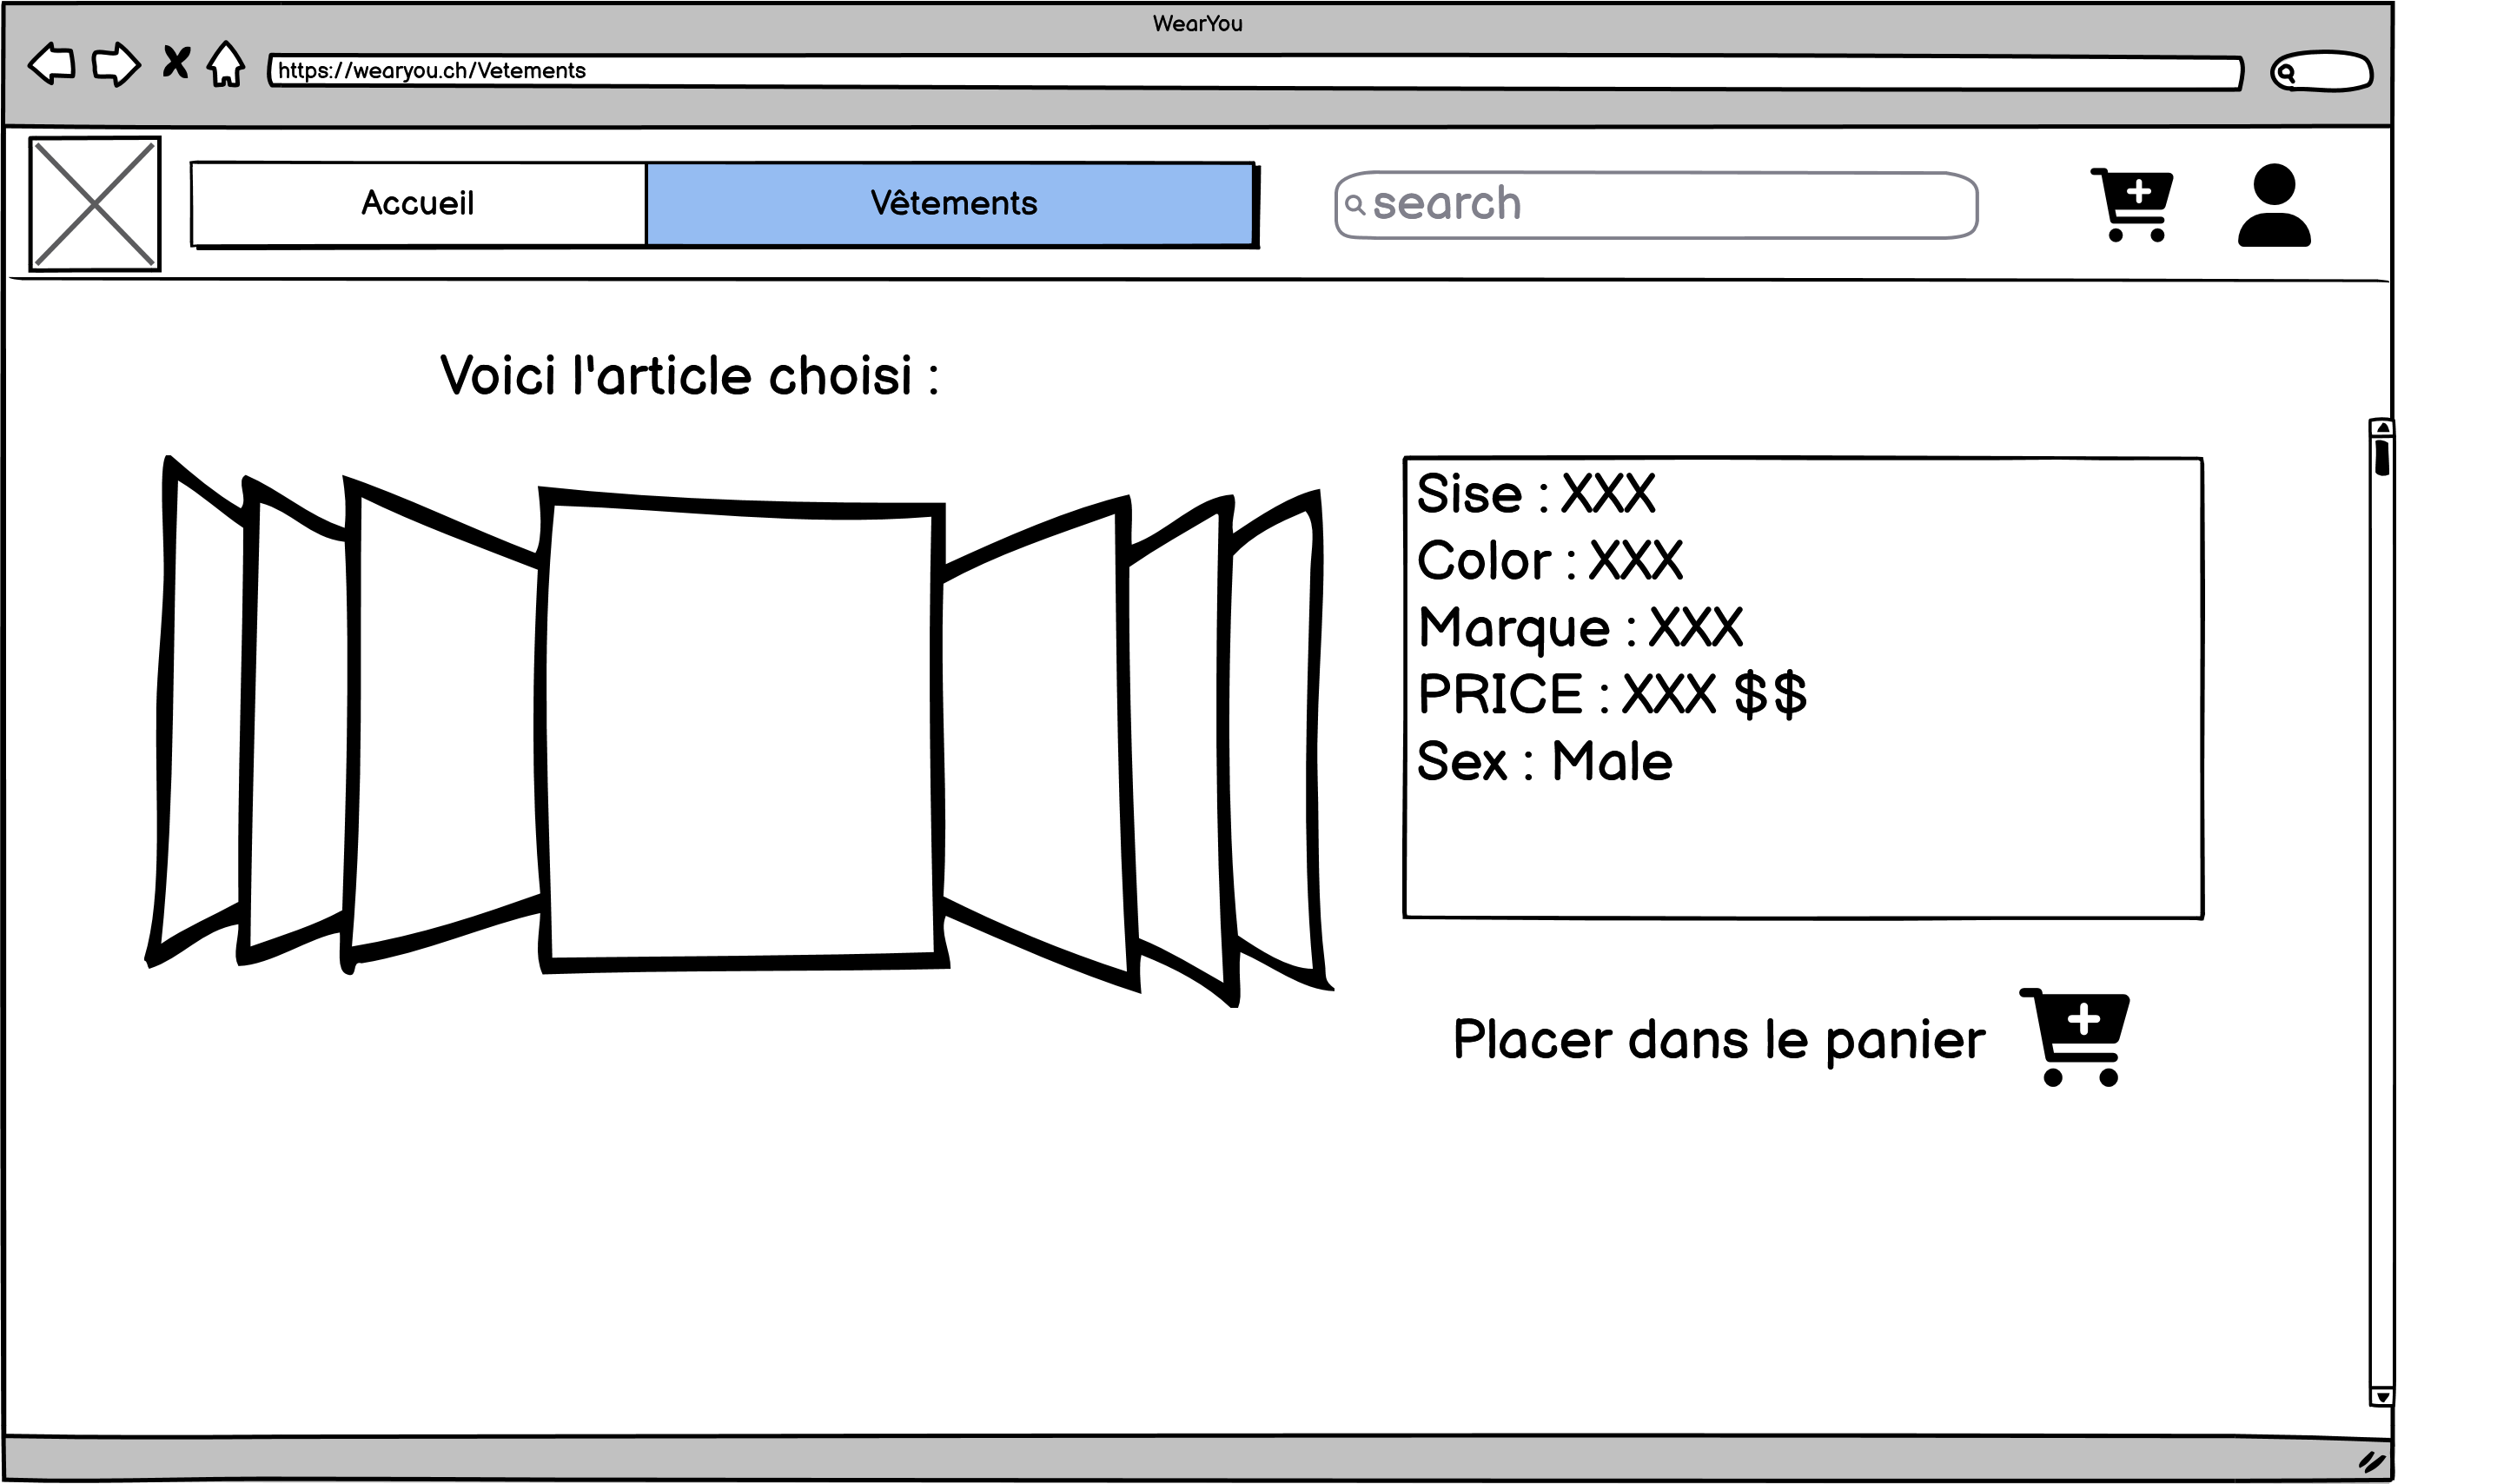 WearYou
https://wearyou.ch/Vetements
Accueil
Vêtements
search
Voici l'article choisi :
Sise : XXX
Color : XXX
Marque : XXX
PRICE : XXX $$
Sex : Male
Placer dans le panier